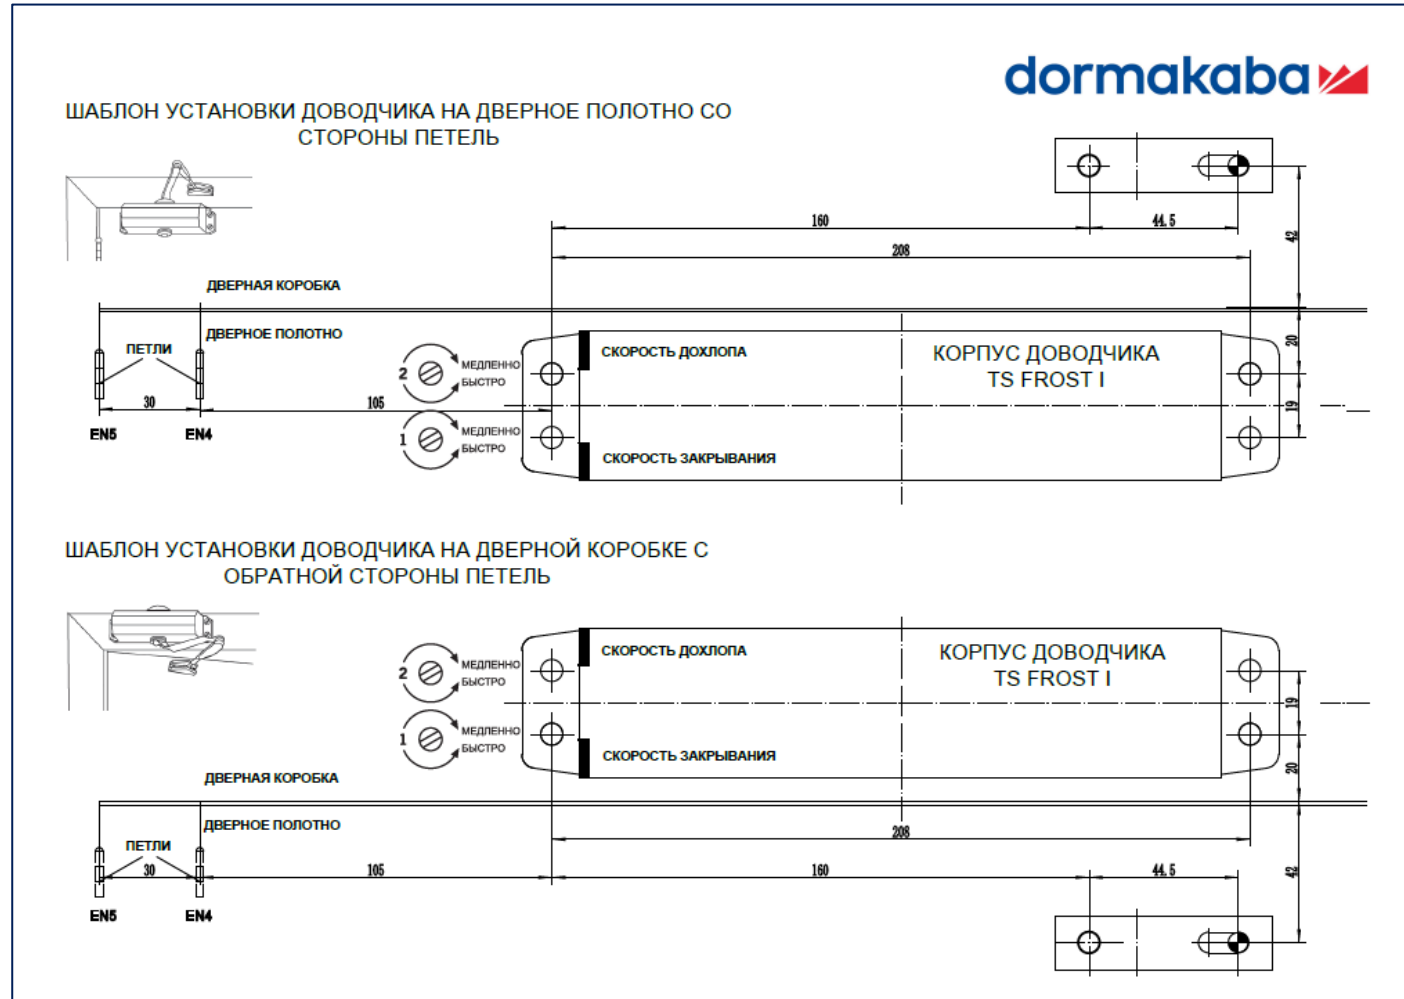 dormakaba
ШАБЛОН УСТАНОВКИ ДОВОДЧИКА НА ДВЕРНОЕ ПОЛОТНО СО
СТОРОНЫ ПЕТЕЛЬ
160
44.5
42
208
ДВЕРНАЯ КОРОБКА
ДВЕРНОЕ ПОЛОТНО
ПЕТЛИ
30
105
EN5
EN4
2
МЕДЛЕННО
БЫСТРО
1
МЕДЛЕННО
БЫСТРО
СКОРОСТЬ ДОХЛОПА
СКОРОСТЬ ЗАКРЫВАНИЯ
КОРПУС ДОВОДЧИКА
TS FROST I
20
19
ШАБЛОН УСТАНОВКИ ДОВОДЧИКА НА ДВЕРНОЙ КОРОБКЕ С
ОБРАТНОЙ СТОРОНЫ ПЕТЕЛЬ
2
МЕДЛЕННО
БЫСТРО
1
МЕДЛЕННО
БЫСТРО
СКОРОСТЬ ДОХЛОПА
СКОРОСТЬ ЗАКРЫВАНИЯ
КОРПУС ДОВОДЧИКА
TS FROST I
19
20
ДВЕРНАЯ КОРОБКА
ДВЕРНОЕ ПОЛОТНО
ПЕТЛИ
208
30
105
160
44.5
42
EN5
EN4